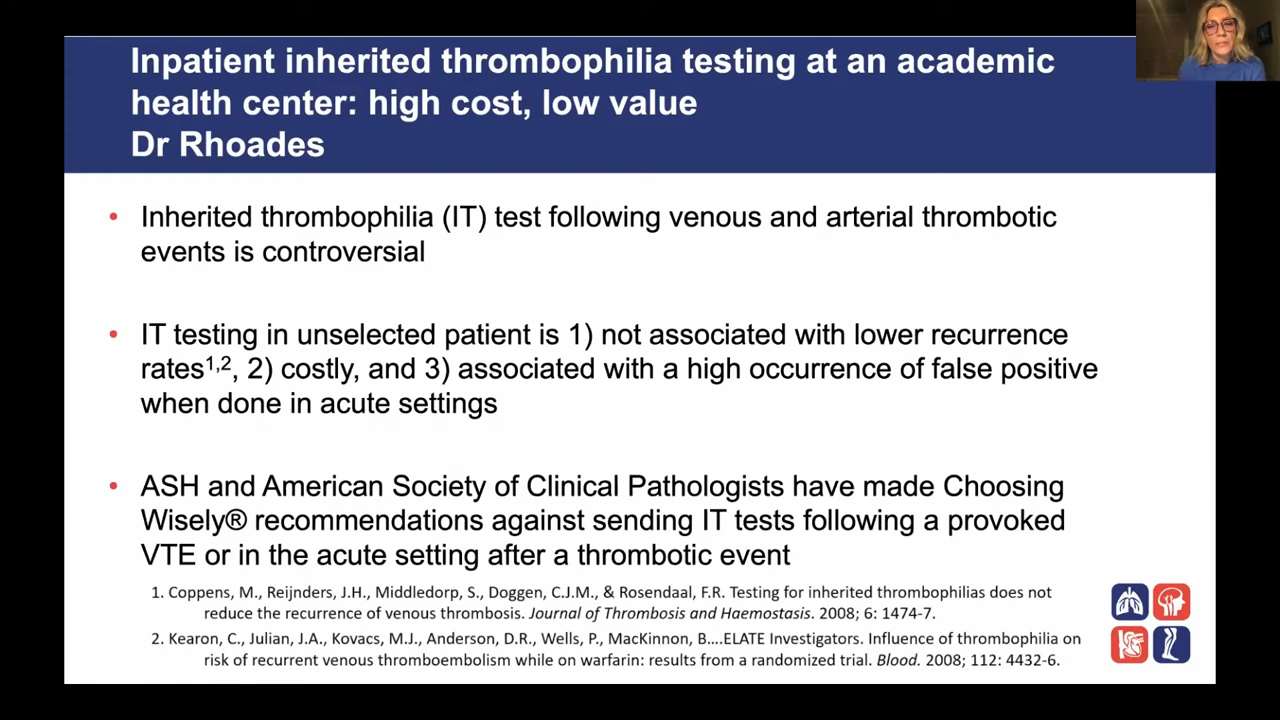 Inpatient inherited thrombophilia testing at an academic
health center: high cost, low value
Dr Rhoades
• Inherited thrombophilia (IT) test following venous and arterial thrombotic
events is controversial
• IT testing in unselected patient is 1) not associated with lower recurrence
rates1,2, 2) costly, and 3) associated with a high occurrence of false positive
when done in acute settings
• ASH and American Society of Clinical Pathologists have made Choosing
Wisely® recommendations against sending IT tests following a provoked
VTE or in the acute setting after a thrombotic event
1. Coppens, M., Reijnders, J.H., Middledorp, S., Doggen, C.J.M., & Rosendaal, F.R. Testing for inherited thrombophilias does not
reduce the recurrence of venous thrombosis. Journal of Thrombosis and Haemostasis. 2008; 6: 1474-7.
2. Kearon, C., Julian, J.A., Kovacs, M.J., Anderson, D.R., Wells, P., MacKinnon, B....ELATE Investigators. Influence of thrombophilia on
risk of recurrent venous thromboembolism while on warfarin: results from a randomized trial. Blood. 2008; 112: 4432-6.